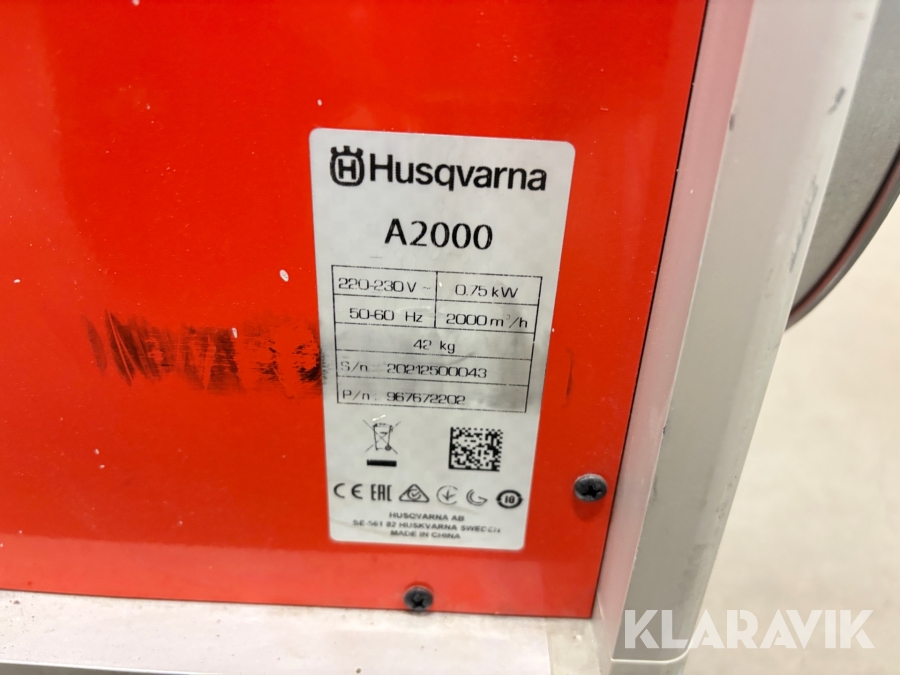 Husqvarna
A2000
220-230 V ~ 0.75 kW
50-60 Hz 2000 m³/h
42 kg
S/n : 20212500043
P/n : 967672202
CE EAC
10
HUSQVARNA AB
SE-561 82 HUSKVARNA SWEDEN
MADE IN CHINA
KLARAVIK